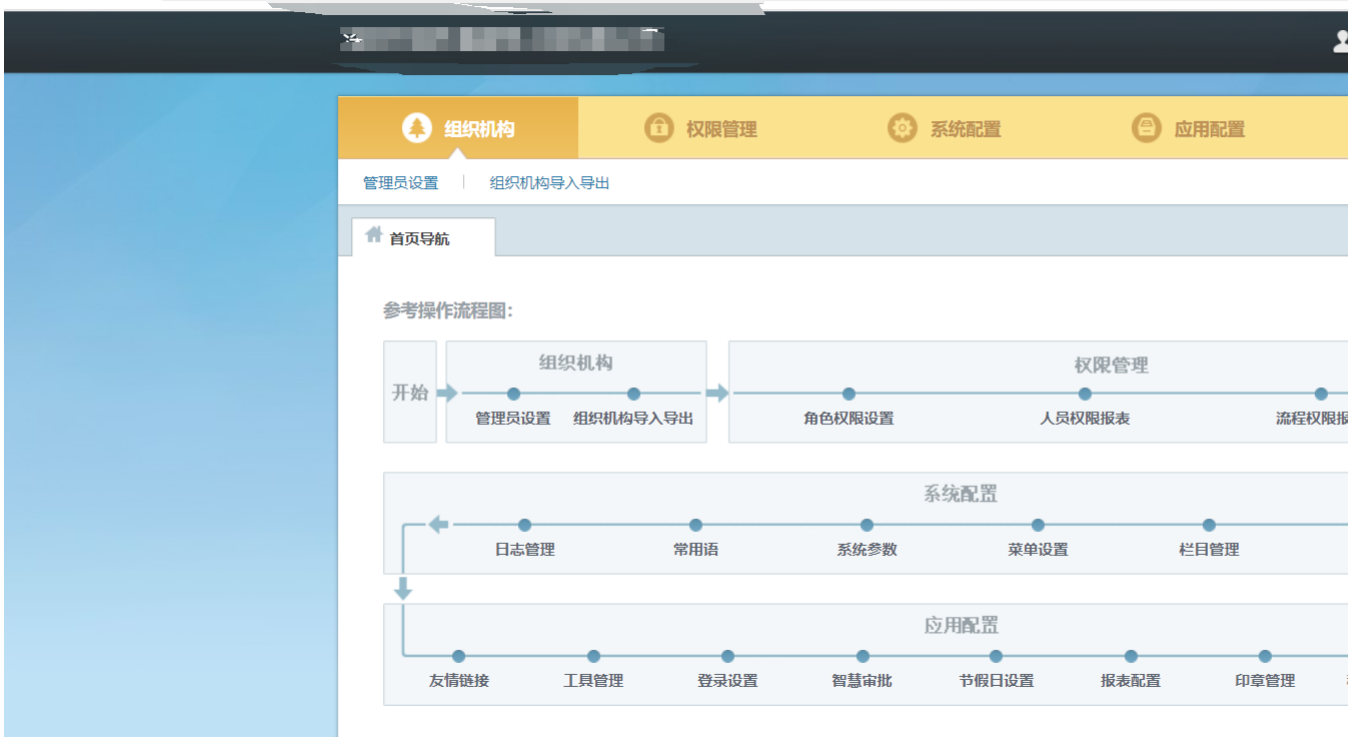 组织机构 权限管理 系统配置 应用配置
管理员设置 组织机构导入导出
首页导航
参考操作流程图：
组织机构 权限管理
开始
管理员设置 组织机构导入导出 角色权限设置 人员权限报表 流程权限报
系统配置
日志管理 常用语 系统参数 菜单设置 栏目管理
应用配置
友情链接 工具管理 登录设置 智慧审批 节假日设置 报表配置 印章管理